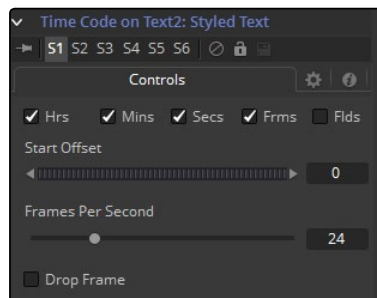 Time Code on Text2: Styled Text
S1 S2 S3 S4 S5 S6
Controls
Hrs Mins Secs Frms Flds
Start Offset
0
Frames Per Second
24
Drop Frame